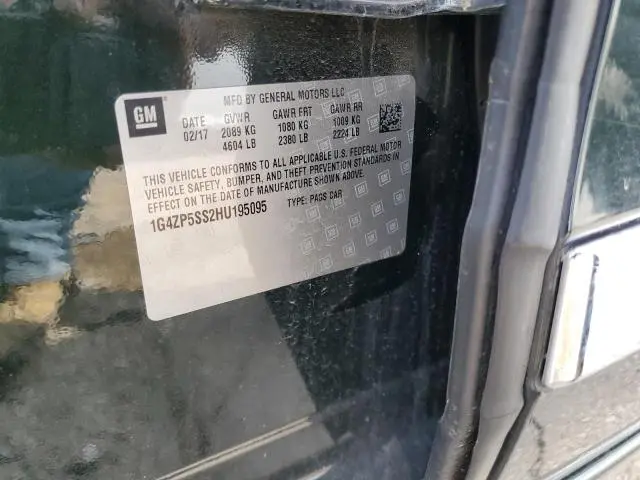 GM
MFD BY GENERAL MOTORS LLC
DATE GVWR GAWR FRT GAWR RR
02/17 2089 KG 1080 KG 1009 KG
4604 LB 2380 LB 2224 LB
THIS VEHICLE CONFORMS TO ALL APPLICABLE U.S. FEDERAL MOTOR
VEHICLE SAFETY, BUMPER, AND THEFT PREVENTION STANDARDS IN
EFFECT ON THE DATE OF MANUFACTURE SHOWN ABOVE.
1G4ZP5SS2HU195095 TYPE: PASS CAR